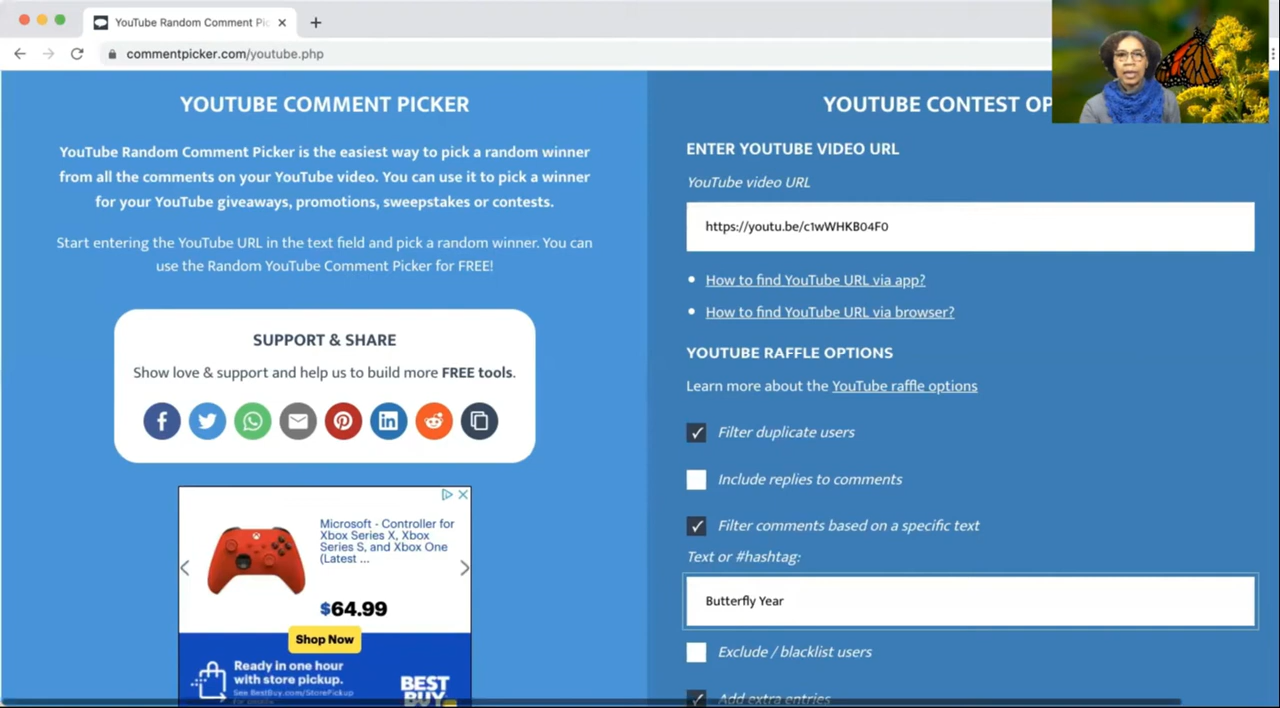 YouTube Random Comment Pic
commentpicker.com/youtube.php
YOUTUBE COMMENT PICKER
YouTube Random Comment Picker is the easiest way to pick a random winner
from all the comments on your YouTube video. You can use it to pick a winner
for your YouTube giveaways, promotions, sweepstakes or contests.
Start entering the YouTube URL in the text field and pick a random winner. You can
use the Random YouTube Comment Picker for FREE!
SUPPORT & SHARE
Show love & support and help us to build more FREE tools.
Microsoft - Controller for
Xbox Series X, Xbox
Series S, and Xbox One
(Latest ...
$64.99
Shop Now
Ready in one hour
with store pickup.
See BestBuy.com/StorePickup
BEST
BUY
YOUTUBE CONTEST OP
ENTER YOUTUBE VIDEO URL
YouTube video URL
https://youtu.be/c1wWHKB04F0
How to find YouTube URL via app?
How to find YouTube URL via browser?
YOUTUBE RAFFLE OPTIONS
Learn more about the YouTube raffle options
Filter duplicate users
Include replies to comments
Filter comments based on a specific text
Text or #hashtag:
Butterfly Year
Exclude / blacklist users
Add extra entries